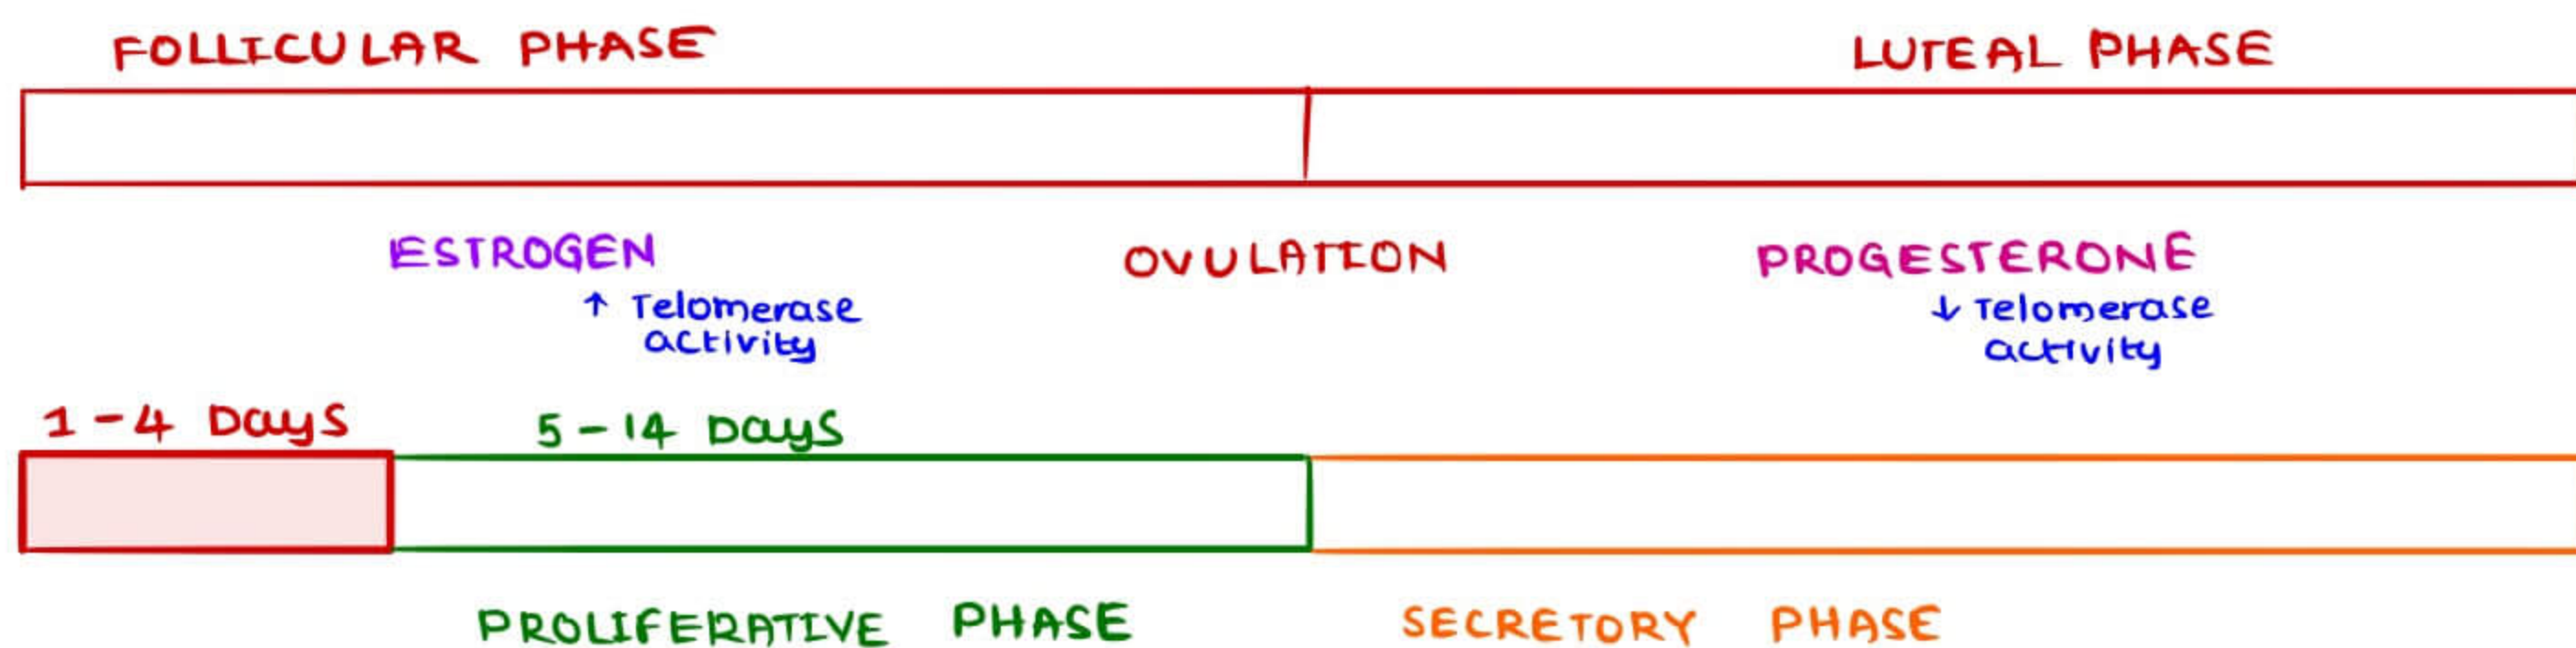 FOLLICULAR PHASE
LUTEAL PHASE
ESTROGEN
↑ Telomerase
activity
OVULATION
PROGESTERONE
↓ Telomerase
activity
1-4 Days
5-14 Days
PROLIFERATIVE PHASE
SECRETORY PHASE